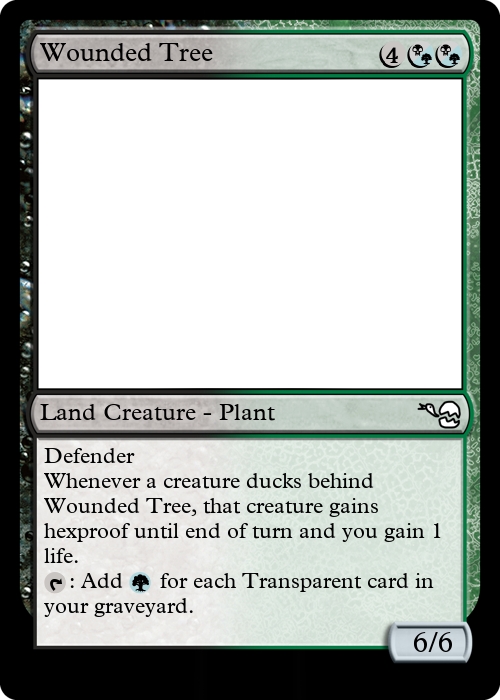 Wounded Tree 4
Land Creature - Plant
Defender
Whenever a creature ducks behind
Wounded Tree, that creature gains
hexproof until end of turn and you gain 1
life.
: Add for each Transparent card in
your graveyard.
6/6